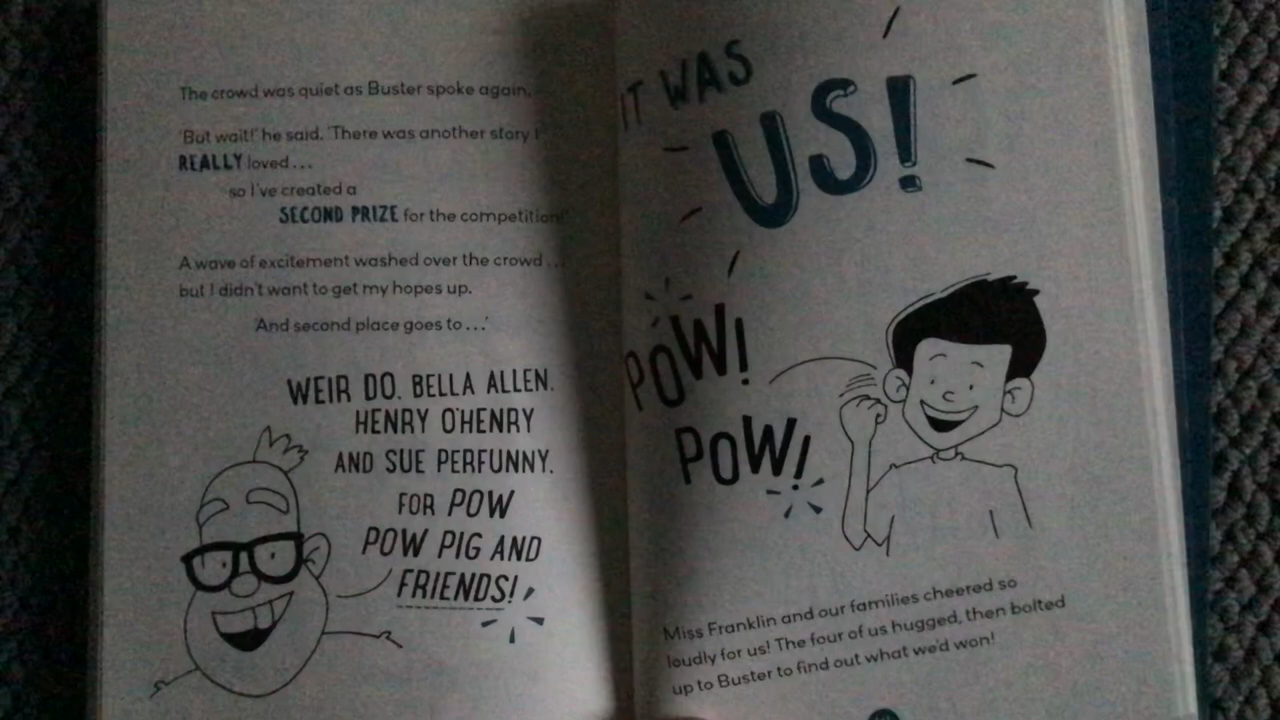 The crowd was quiet as Buster spoke again.
'But wait!' he said. 'There was another story I
REALLY loved...
so I've created a
SECOND PRIZE for the competition!'
A wave of excitement washed over the crowd...
but I didn't want to get my hopes up.
'And second place goes to...'
WEIR DO, BELLA ALLEN,
HENRY O'HENRY
AND SUE PERFUNNY,
FOR POW
POW PIG AND
FRIENDS!
IT WAS
US!
POW!
POW!
Miss Franklin and our families cheered so
loudly for us! The four of us hugged, then bolted
up to Buster to find out what we'd won!